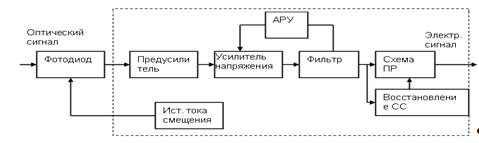 АРУ
Оптический
сигнал
Электр.
сигнал
Фотодиод
Предусили
тель
Усилитель
напряжения
Фильтр
Схема
ПР
Восстановлени
е СС
Ист. тока
смещения